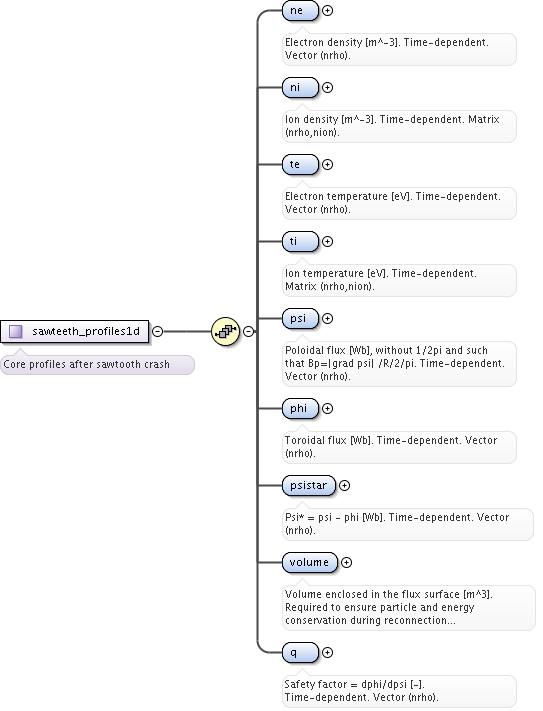 ne
Electron density [m^-3]. Time-dependent.
Vector (nrho).
ni
Ion density [m^-3]. Time-dependent. Matrix
(nrho,nion).
te
Electron temperature [eV]. Time-dependent.
Vector (nrho).
ti
Ion temperature [eV]. Time-dependent.
Matrix (nrho,nion).
sawteeth_profiles1d
Core profiles after sawtooth crash
psi
Poloidal flux [Wb], without 1/2pi and such
that Bp=|grad psi| /R/2/pi. Time-dependent.
Vector (nrho).
phi
Toroidal flux [Wb]. Time-dependent. Vector
(nrho).
psistar
Psi* = psi - phi [Wb]. Time-dependent. Vector
(nrho).
volume
Volume enclosed in the flux surface [m^3].
Required to ensure particle and energy
conservation during reconnection...
q
Safety factor = dphi/dpsi [-].
Time-dependent. Vector (nrho).